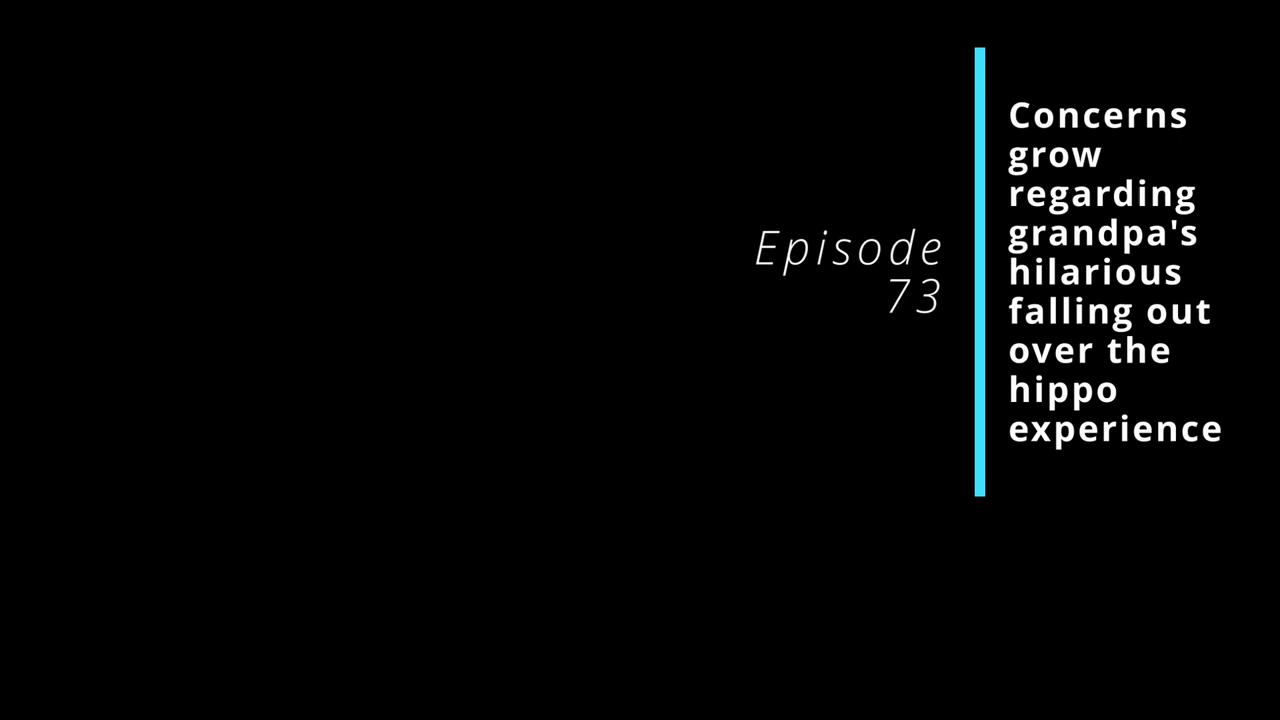 Episode
73
Concerns
grow
regarding
grandpa's
hilarious
falling out
over the
hippo
experience